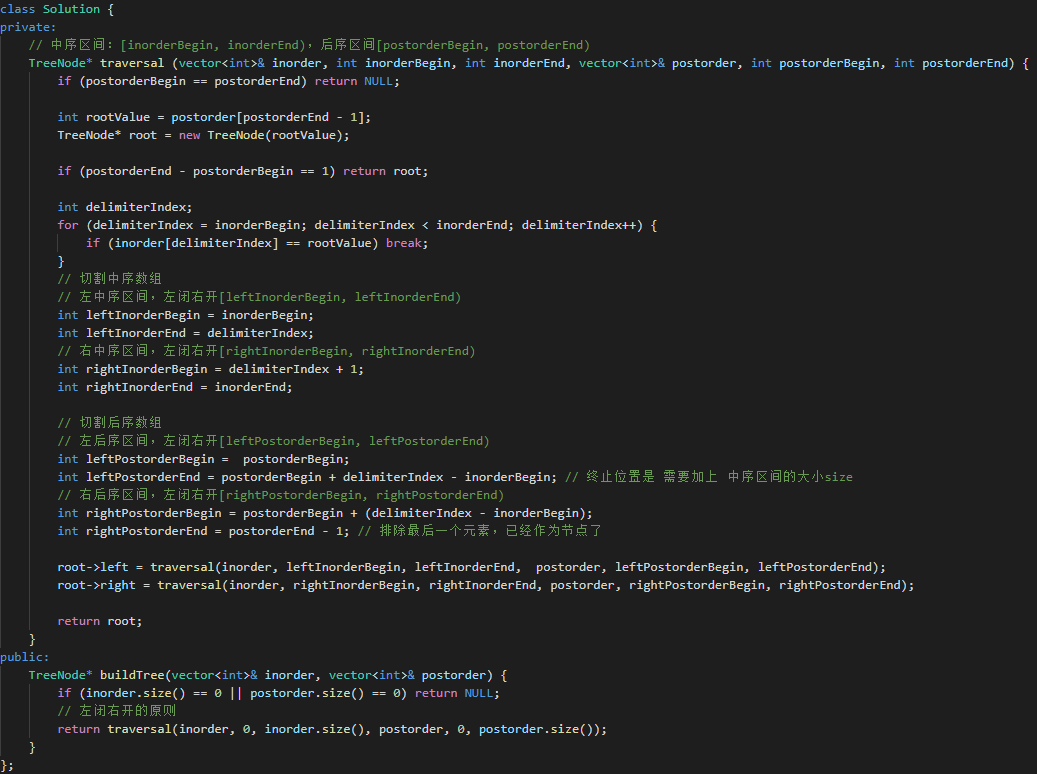 class Solution {
private:
    // 中序区间：[inorderBegin, inorderEnd)，后序区间[postorderBegin, postorderEnd)
    TreeNode* traversal (vector<int>& inorder, int inorderBegin, int inorderEnd, vector<int>& postorder, int postorderBegin, int postorderEnd) {
        if (postorderBegin == postorderEnd) return NULL;

        int rootValue = postorder[postorderEnd - 1];
        TreeNode* root = new TreeNode(rootValue);

        if (postorderEnd - postorderBegin == 1) return root;

        int delimiterIndex;
        for (delimiterIndex = inorderBegin; delimiterIndex < inorderEnd; delimiterIndex++) {
            if (inorder[delimiterIndex] == rootValue) break;
        }
        // 切割中序数组
        // 左中序区间，左闭右开[leftInorderBegin, leftInorderEnd)
        int leftInorderBegin = inorderBegin;
        int leftInorderEnd = delimiterIndex;
        // 右中序区间，左闭右开[rightInorderBegin, rightInorderEnd)
        int rightInorderBegin = delimiterIndex + 1;
        int rightInorderEnd = inorderEnd;

        // 切割后序数组
        // 左后序区间，左闭右开[leftPostorderBegin, leftPostorderEnd)
        int leftPostorderBegin =  postorderBegin;
        int leftPostorderEnd = postorderBegin + delimiterIndex - inorderBegin; // 终止位置是 需要加上 中序区间的大小size
        // 右后序区间，左闭右开[rightPostorderBegin, rightPostorderEnd)
        int rightPostorderBegin = postorderBegin + (delimiterIndex - inorderBegin);
        int rightPostorderEnd = postorderEnd - 1; // 排除最后一个元素，已经作为节点了

        root->left = traversal(inorder, leftInorderBegin, leftInorderEnd,  postorder, leftPostorderBegin, leftPostorderEnd);
        root->right = traversal(inorder, rightInorderBegin, rightInorderEnd, postorder, rightPostorderBegin, rightPostorderEnd);

        return root;
    }
public:
    TreeNode* buildTree(vector<int>& inorder, vector<int>& postorder) {
        if (inorder.size() == 0 || postorder.size() == 0) return NULL;
        // 左闭右开的原则
        return traversal(inorder, 0, inorder.size(), postorder, 0, postorder.size());
    }
};